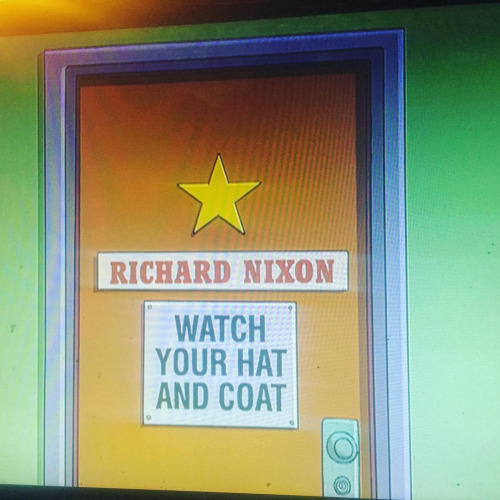 RICHARD NIXON
WATCH
YOUR HAT
AND COAT